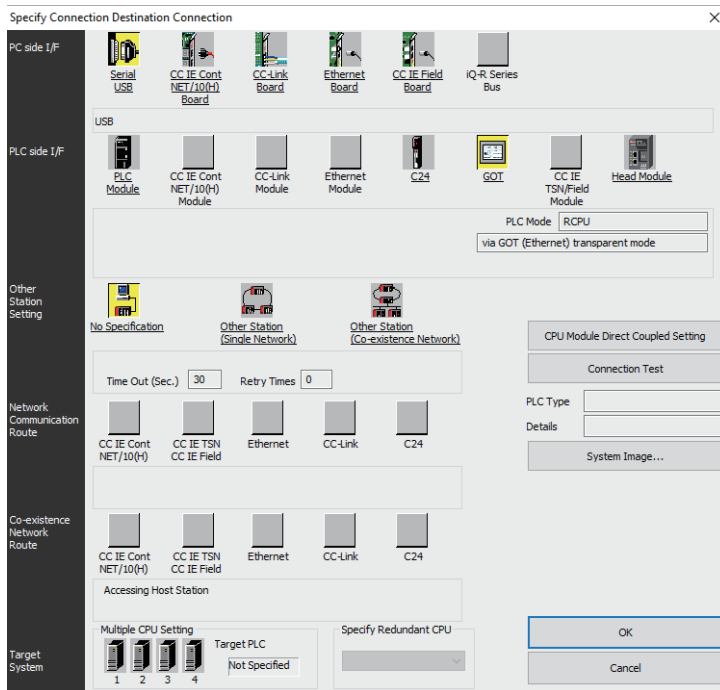 Specify Connection Destination Connection
PC side I/F
Serial
USB
CC IE Cont
NET/10(H)
Board
CC-Link
Board
Ethernet
Board
CC IE Field
Board
iQ-R Series
Bus
USB
PLC side I/F
PLC
Module
CC IE Cont
NET/10(H)
Module
CC-Link
Module
Ethernet
Module
C24
GOT
CC IE
TSN/Field
Module
Head Module
PLC Mode RCPU
via GOT (Ethernet) transparent mode
Other
Station
Setting
No Specification
Other Station
(Single Network)
Other Station
(Co-existence Network)
CPU Module Direct Coupled Setting
Connection Test
Time Out (Sec.) 30 Retry Times 0
PLC Type
Details
System Image...
Network
Communication
Route
CC IE Cont
NET/10(H)
CC IE TSN
CC IE Field
Ethernet
CC-Link
C24
Co-existence
Network
Route
CC IE Cont
NET/10(H)
CC IE TSN
CC IE Field
Ethernet
CC-Link
C24
Accessing Host Station
Target
System
Multiple CPU Setting
1 2 3 4
Target PLC
Not Specified
Specify Redundant CPU
OK
Cancel